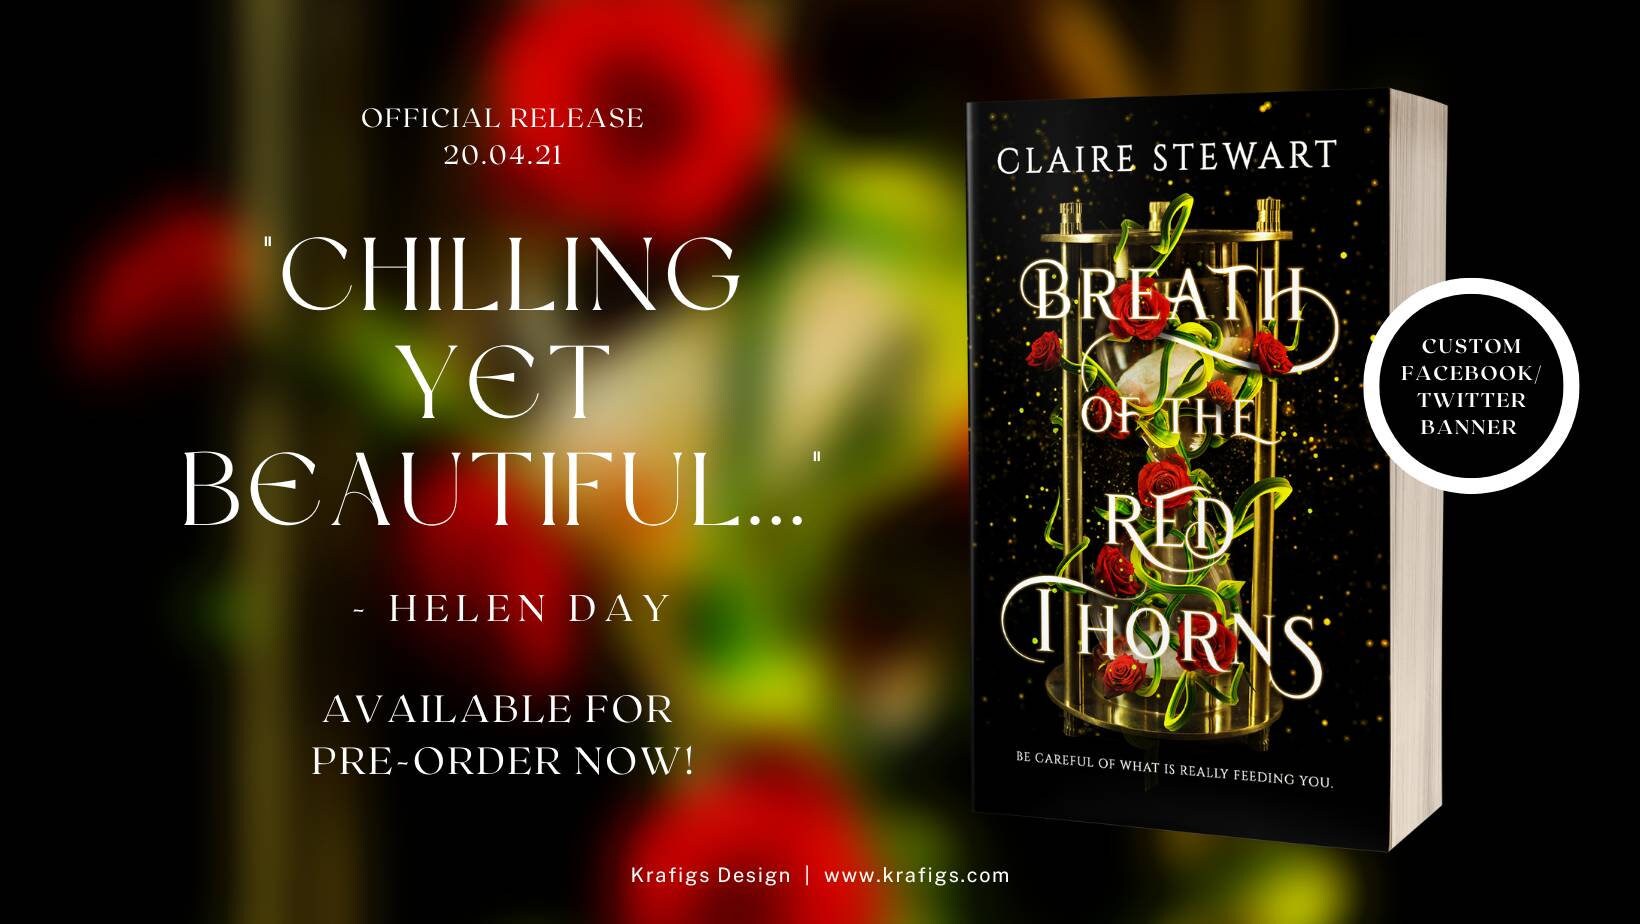 OFFICIAL RELEASE
20.04.21
"CHILLING
YET
BEAUTIFUL..."
- HELEN DAY
AVAILABLE FOR
PRE-ORDER NOW!
CLAIRE STEWART
BREATH
OF THE
RED
THORNS
BE CAREFUL OF WHAT IS REALLY FEEDING YOU.
CUSTOM
FACEBOOK/
TWITTER
BANNER
Krafigs Design | www.krafigs.com